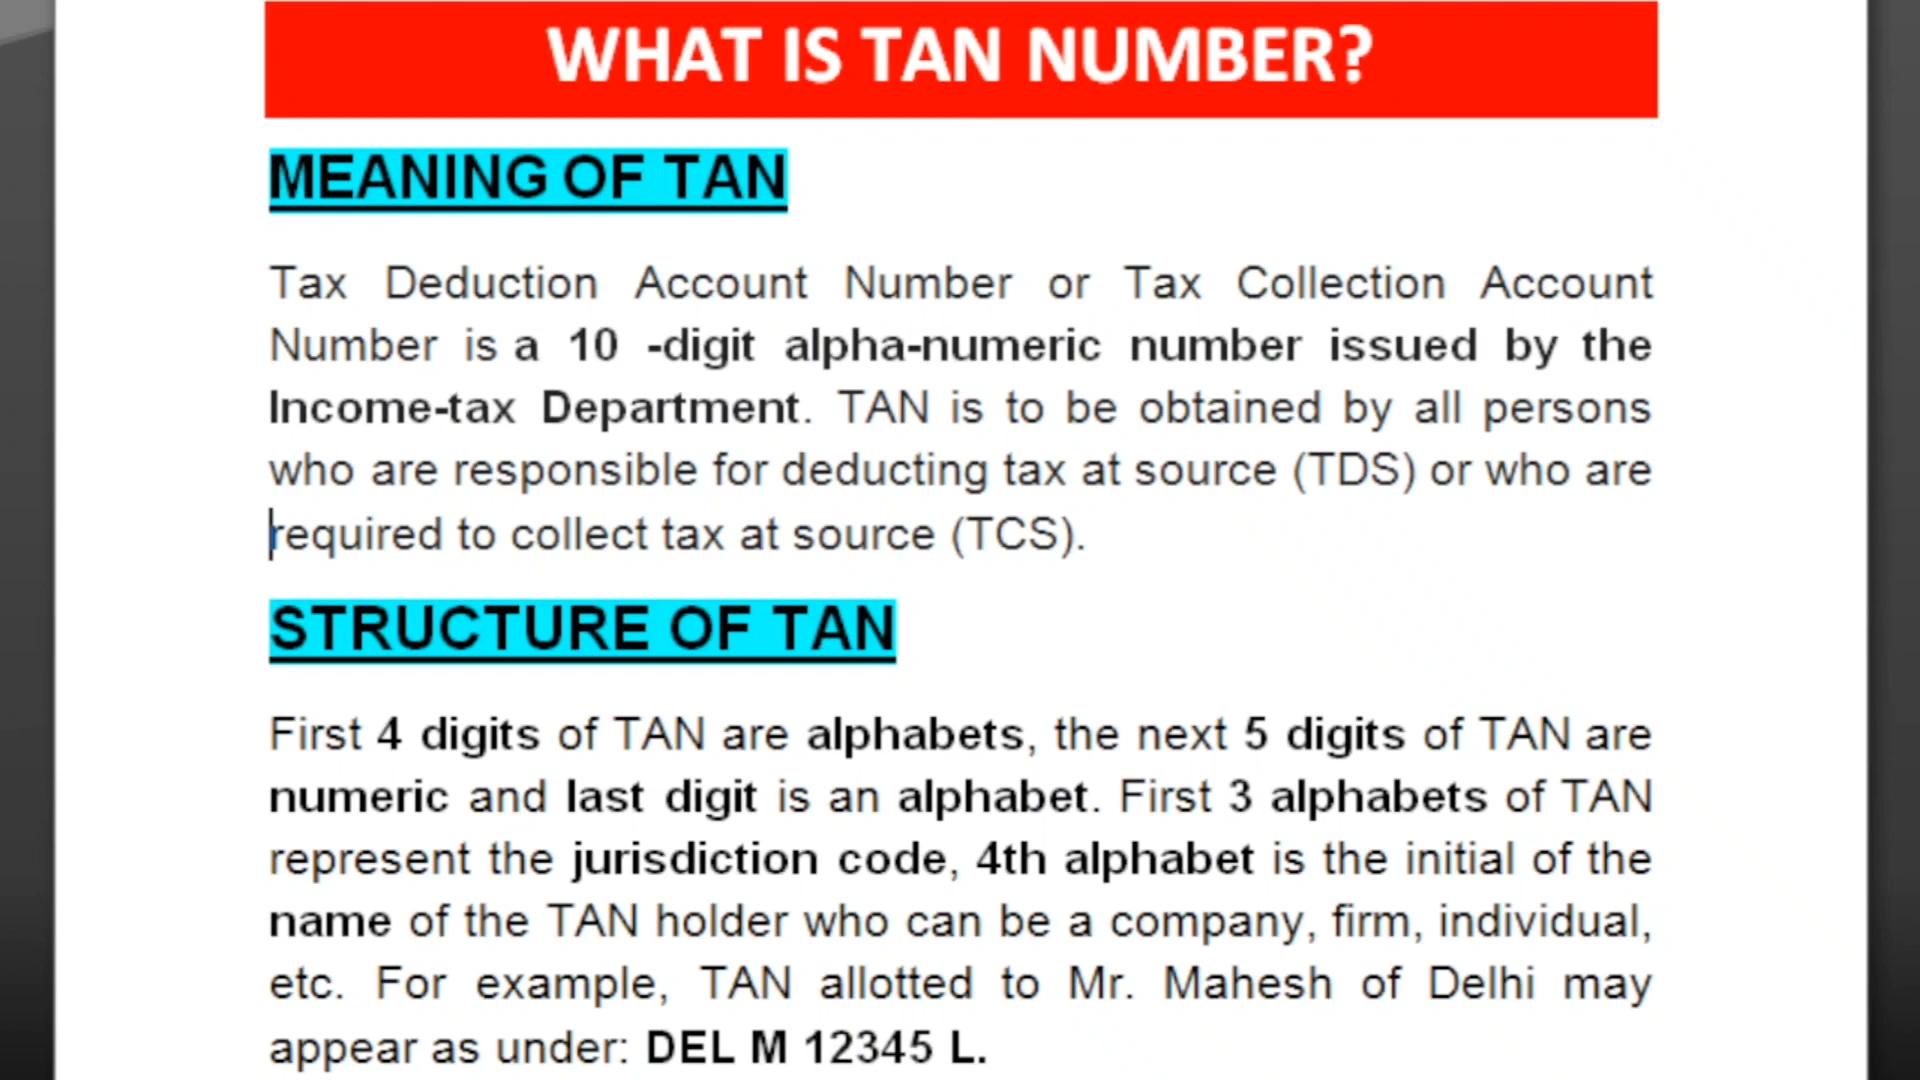 WHAT IS TAN NUMBER?
MEANING OF TAN
Tax Deduction Account Number or Tax Collection Account
Number is a 10 -digit alpha-numeric number issued by the
Income-tax Department. TAN is to be obtained by all persons
who are responsible for deducting tax at source (TDS) or who are
required to collect tax at source (TCS).
STRUCTURE OF TAN
First 4 digits of TAN are alphabets, the next 5 digits of TAN are
numeric and last digit is an alphabet. First 3 alphabets of TAN
represent the jurisdiction code, 4th alphabet is the initial of the
name of the TAN holder who can be a company, firm, individual,
etc. For example, TAN allotted to Mr. Mahesh of Delhi may
appear as under: DEL M 12345 L.